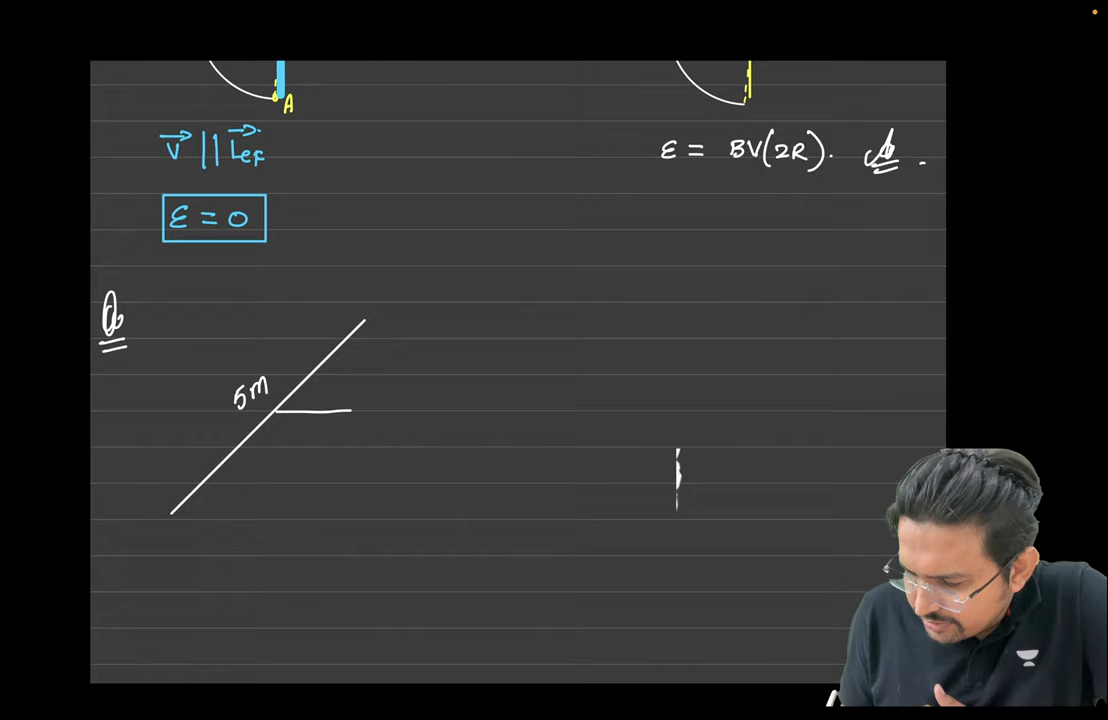 A
V || Lef
ε = BV(2R).
ε = 0
Q
5m